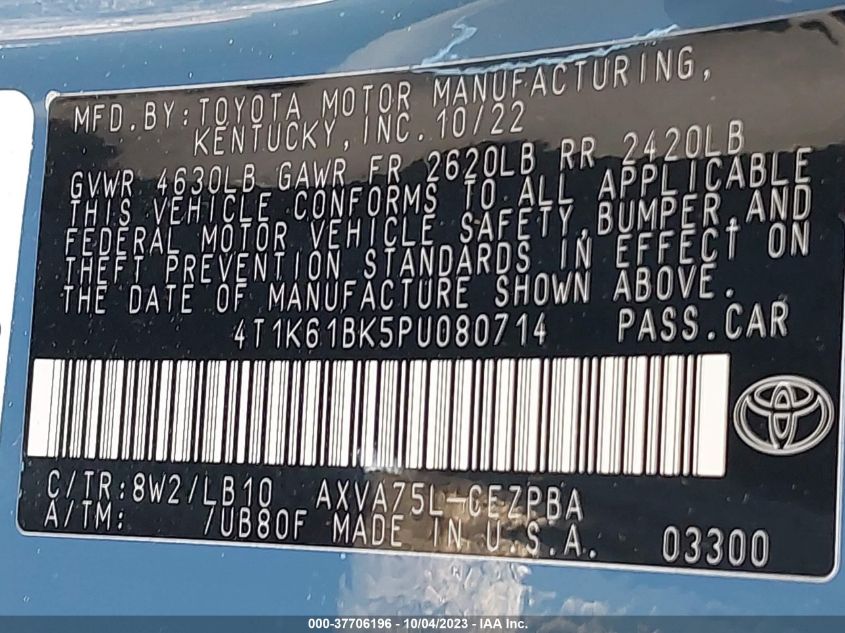 MFD.BY:TOYOTA MOTOR MANUFACTURING,
KENTUCKY,INC.10/22
GVWR 4630LB GAWR FR 2620LB RR 2420LB
THIS VEHICLE CONFORMS TO ALL APPLICABLE
FEDERAL MOTOR VEHICLE SAFETY,BUMPER,AND
THEFT PREVENTION STANDARDS IN EFFECT ON
THE DATE OF MANUFACTURE SHOWN ABOVE.
4T1K61BK5PU080714 PASS.CAR
C/TR:8W2/LB10 AXVA75L-CEZPBA
A/TM: /UB80F MADE IN U.S.A. 03300
000-37706196 - 10/04/2023 - IAA Inc.